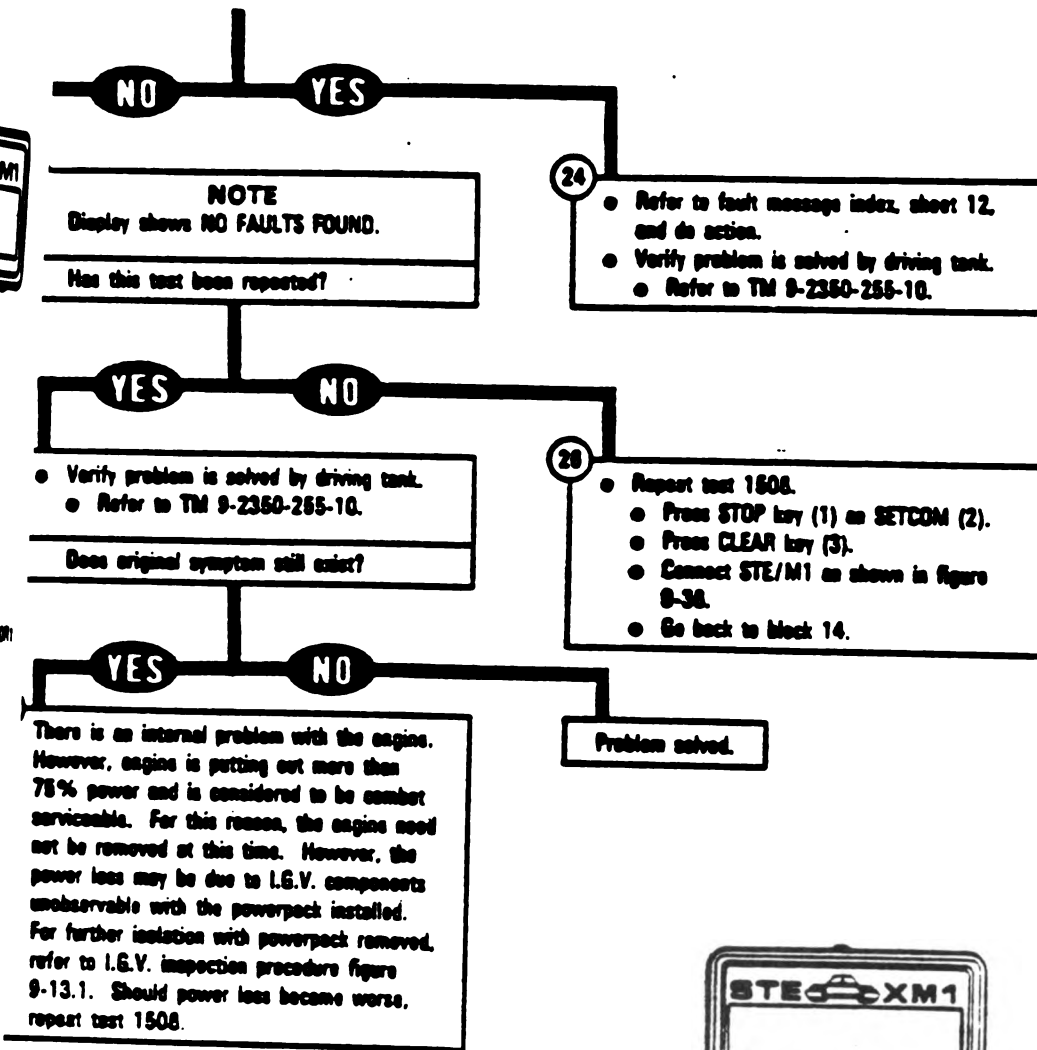 NO
YES
M1
NOTE
Display shows NO FAULTS FOUND.
Has this test been repeated?
24
● Refer to fault message index, sheet 12,
and do action.
● Verify problem is solved by driving tank.
● Refer to TM 9-2350-255-10.
YES
NO
● Verify problem is solved by driving tank.
● Refer to TM 9-2350-255-10.
Does original symptom still exist?
● Repeat test 1508.
● Press STOP key (1) on SETCOM (2).
● Press CLEAR key (3).
● Connect STE/M1 as shown in figure
● Go back to block 14.
YES
NO
There is an internal problem with the engine.
However, engine is putting out more than
75% power and is considered to be combat
serviceable. For this reason, the engine need
not be removed at this time. However, the
power loss may be due to I.G.V. components
unobservable with the powerpack installed.
For further isolation with powerpack removed,
refer to I.G.V. inspection procedure figure
9-13.1. Should power loss become worse,
repeat test 1508.
Problem solved.
STE XM1